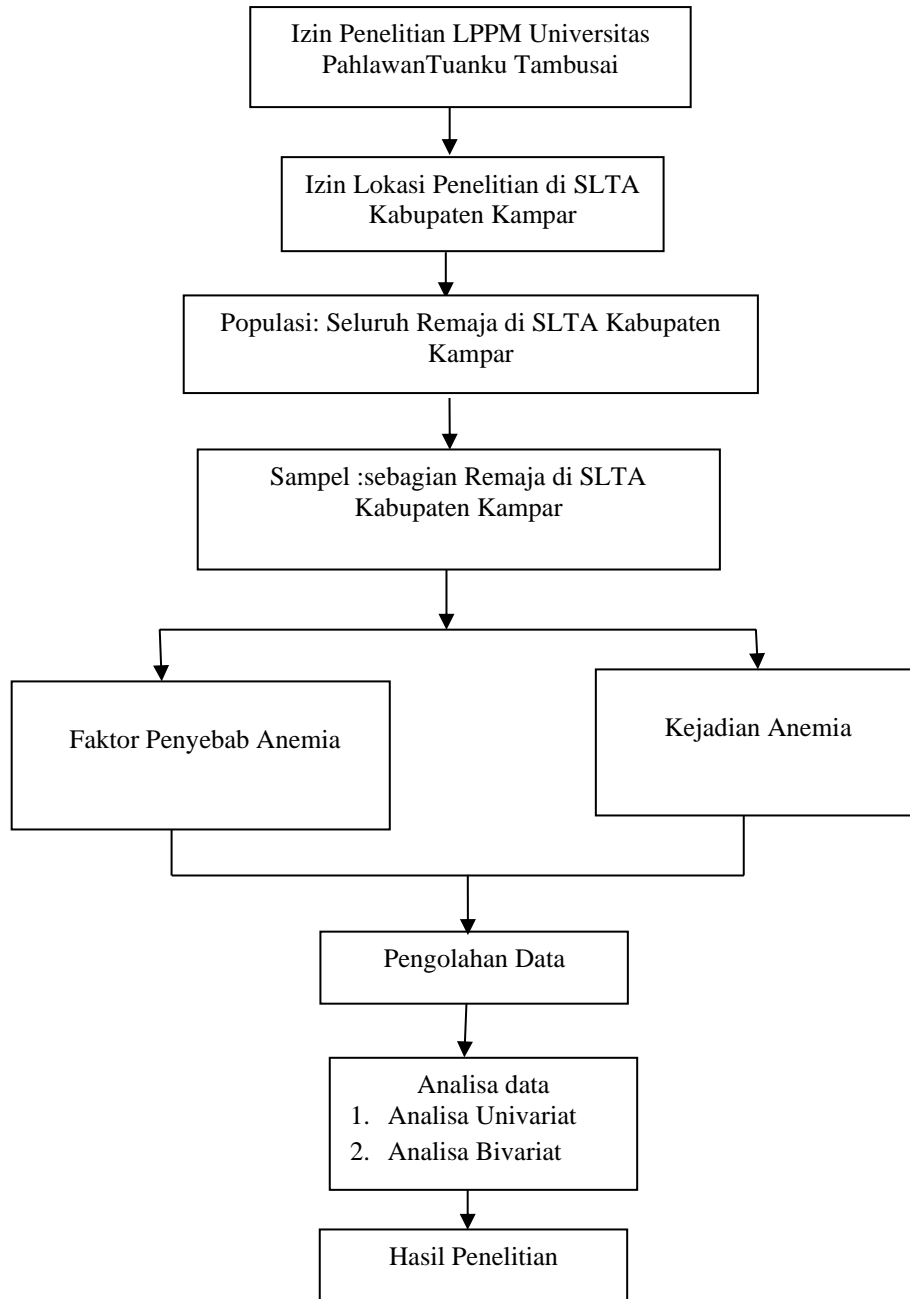 Izin Penelitian LPPM Universitas
PahlawanTuanku Tambusai
Izin Lokasi Penelitian di SLTA
Kabupaten Kampar
Populasi: Seluruh Remaja di SLTA Kabupaten
Kampar
Sampel :sebagian Remaja di SLTA
Kabupaten Kampar
Faktor Penyebab Anemia
Kejadian Anemia
Pengolahan Data
Analisa data
1. Analisa Univariat
2. Analisa Bivariat
Hasil Penelitian